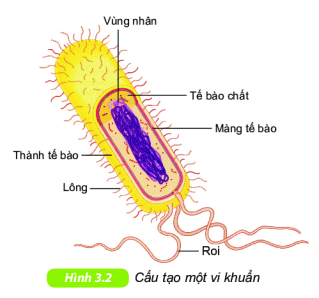 Vùng nhân
Tế bào chất
Màng tế bào
Thành tế bào
Lông
Roi
Hình 3.2 Cấu tạo một vi khuẩn